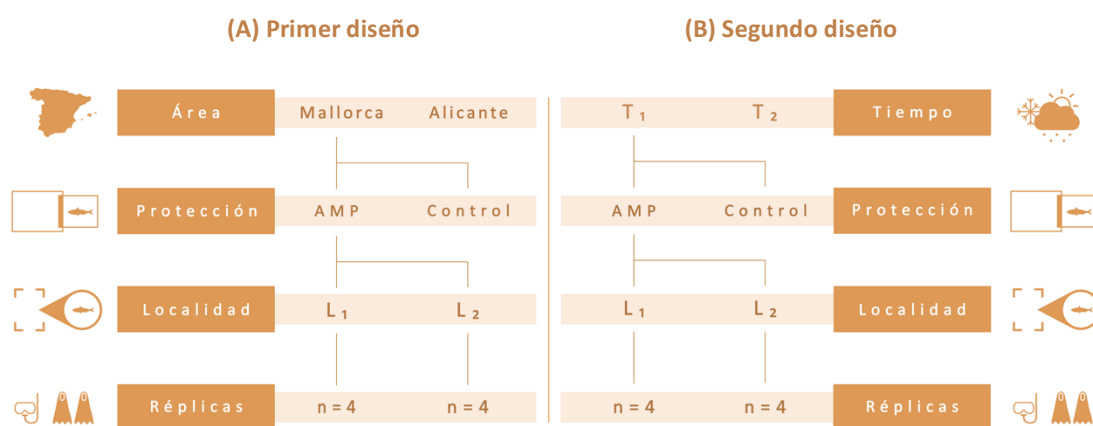 (A) Primer diseño
(B) Segundo diseño
Área Mallorca Alicante
T₁ T₂ Tiempo
Protección AMP Control
AMP Control Protección
Localidad L₁ L₂
L₁ L₂ Localidad
Réplicas n = 4 n = 4
n = 4 n = 4 Réplicas